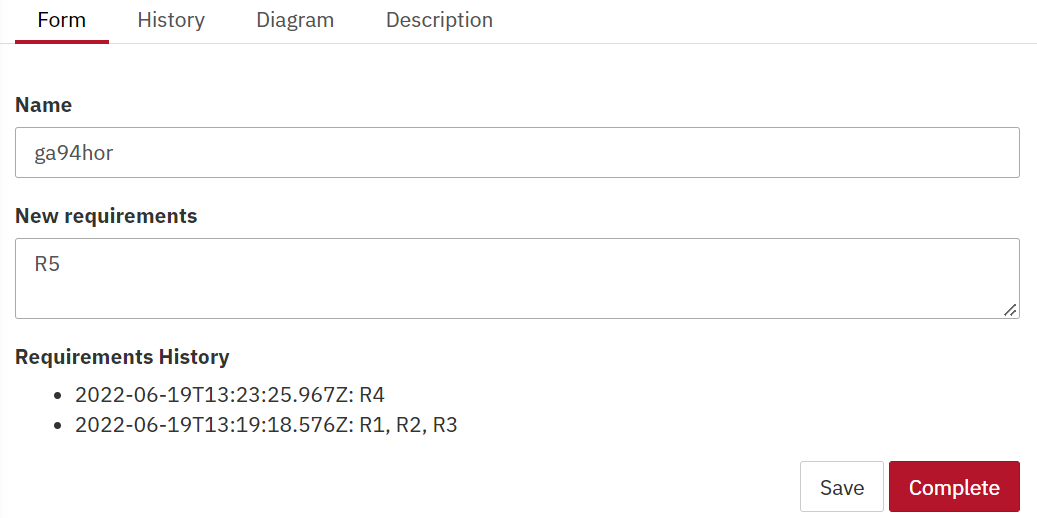 Form History Diagram Description
Name
ga94hor
New requirements
R5
Requirements History
2022-06-19T13:23:25.967Z: R4
2022-06-19T13:19:18.576Z: R1, R2, R3
Save Complete